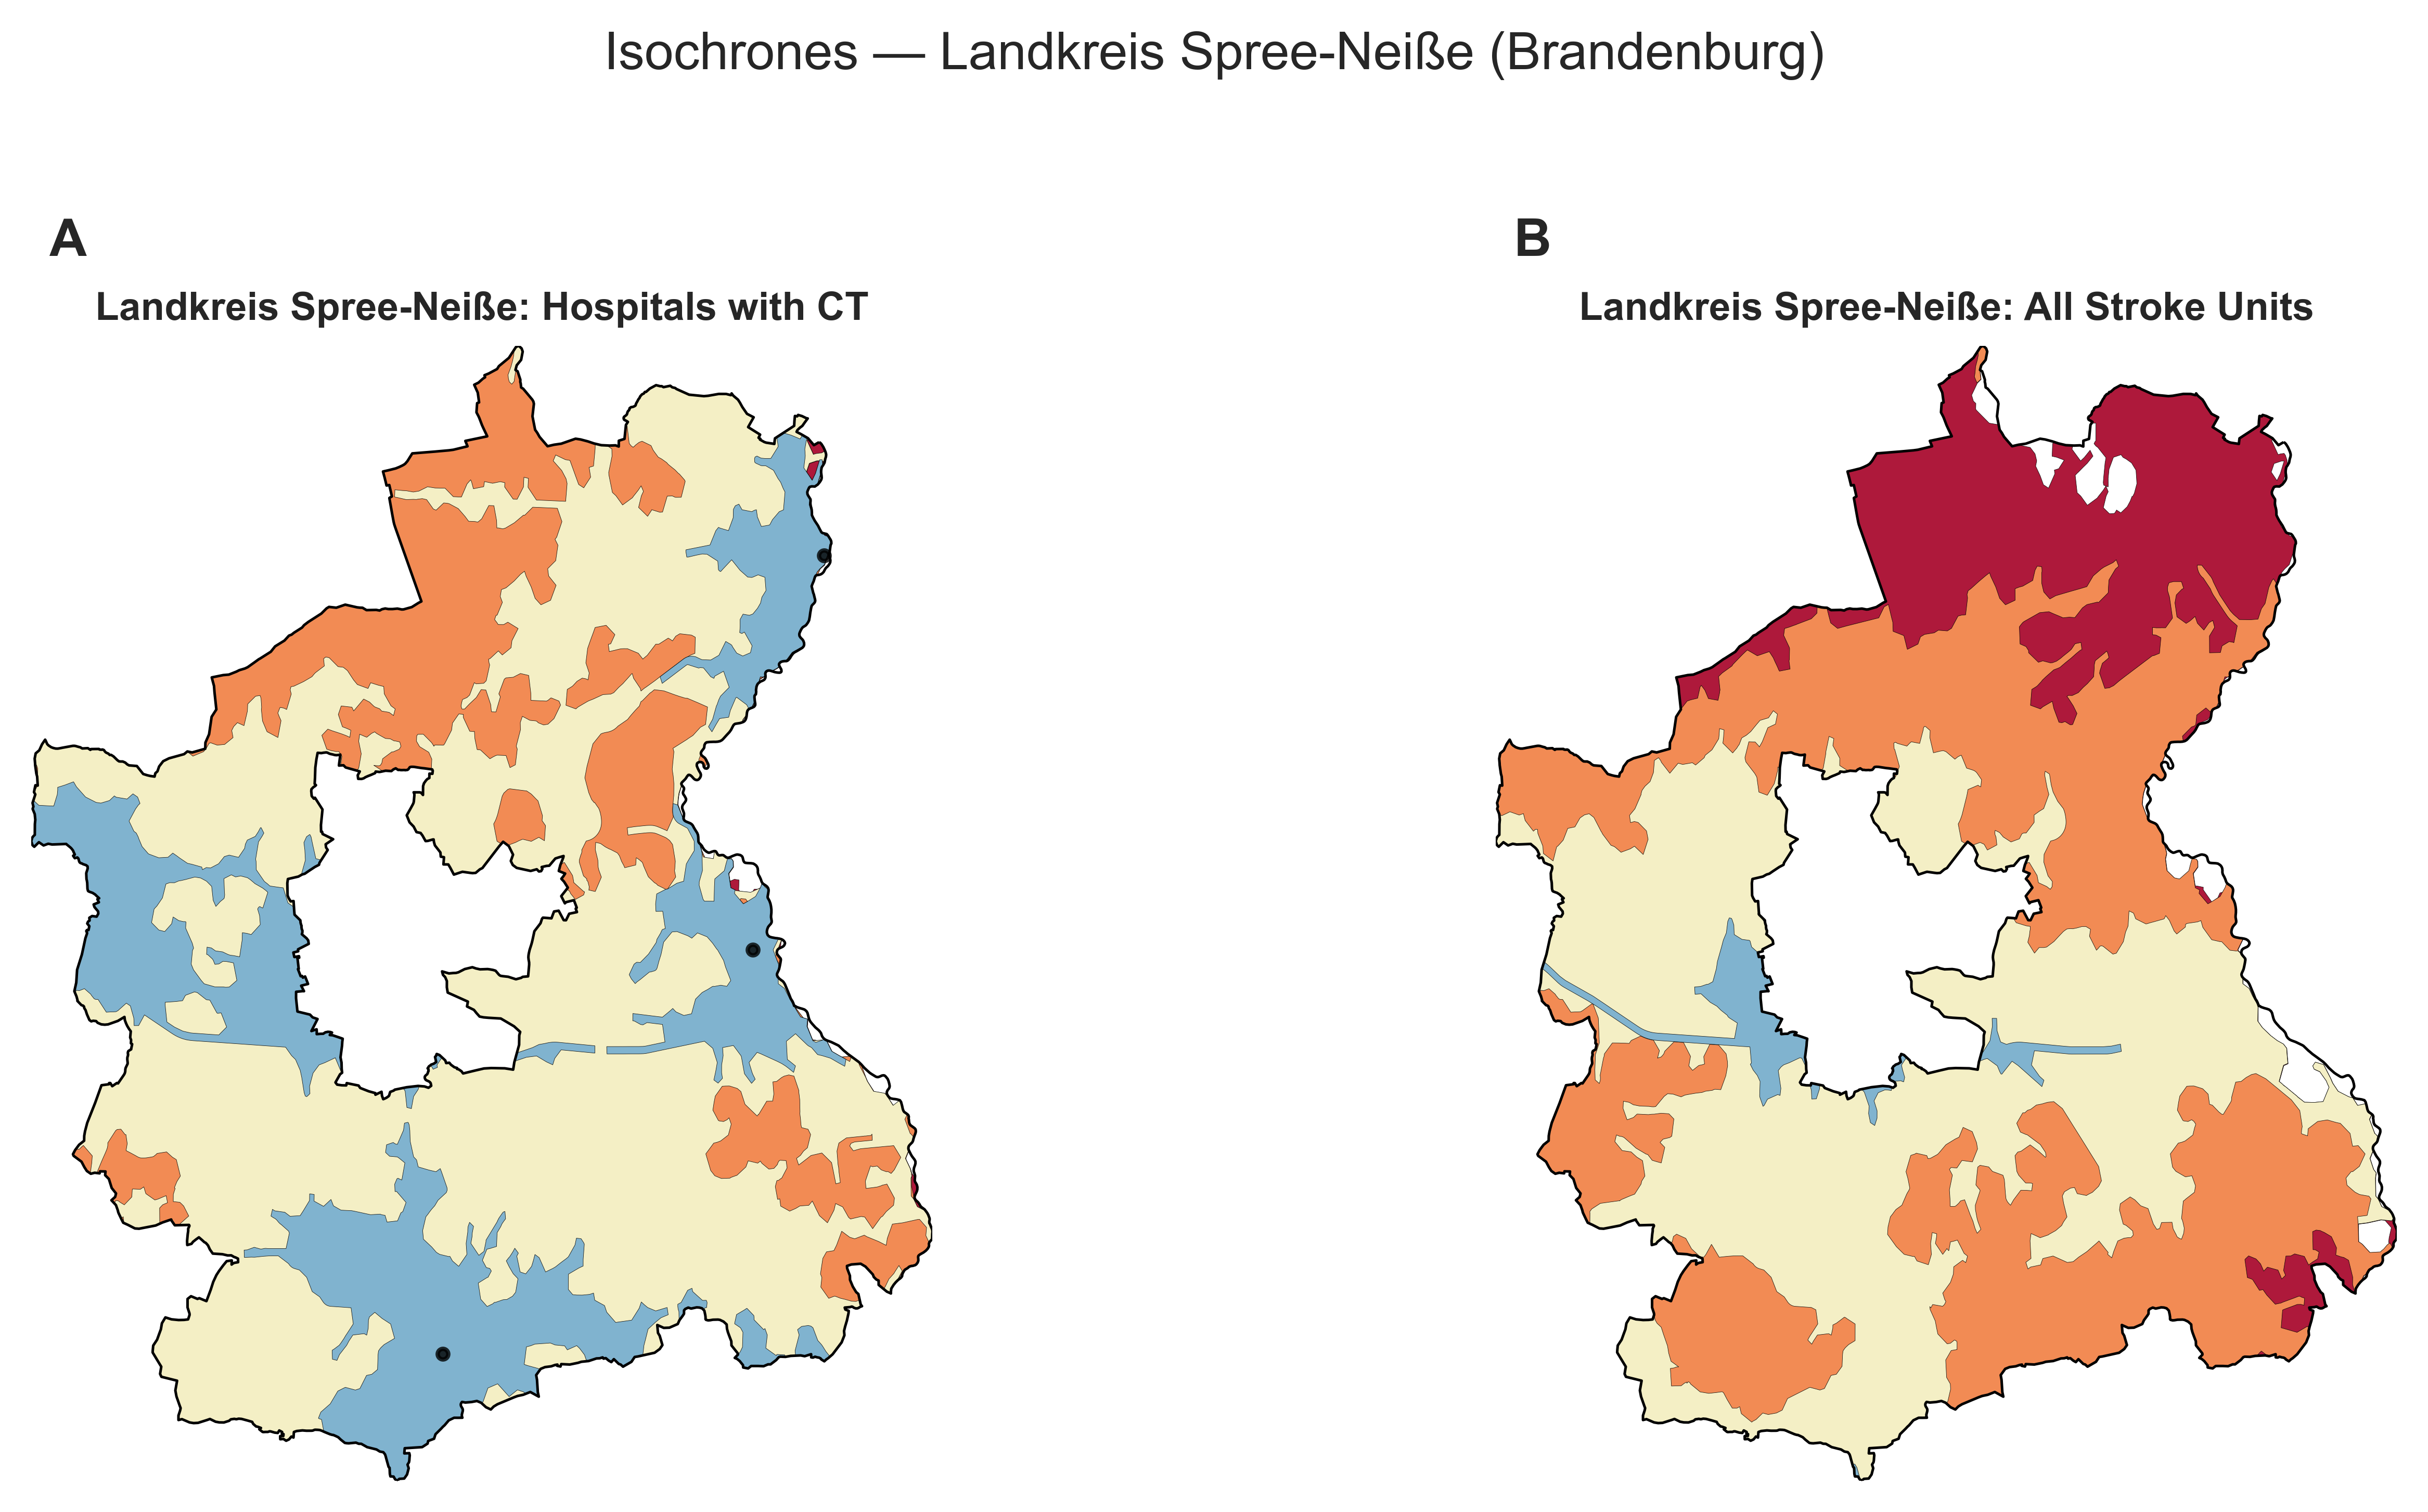 Isochrones — Landkreis Spree-Neiße (Brandenburg)
A
Landkreis Spree-Neiße: Hospitals with CT
B
Landkreis Spree-Neiße: All Stroke Units